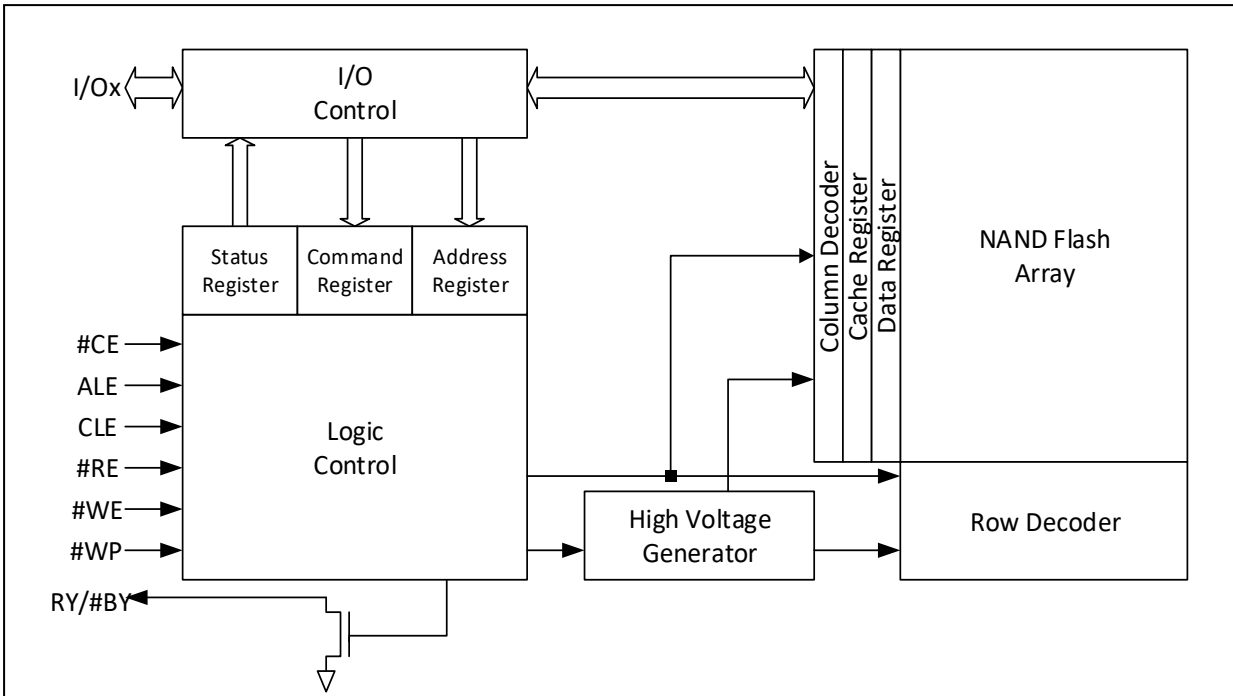 I/Ox
I/O
Control
Status
Register
Command
Register
Address
Register
#CE
ALE
CLE
#RE
#WE
#WP
RY/#BY
Logic
Control
High Voltage
Generator
Column Decoder
Cache Register
Data Register
NAND Flash
Array
Row Decoder